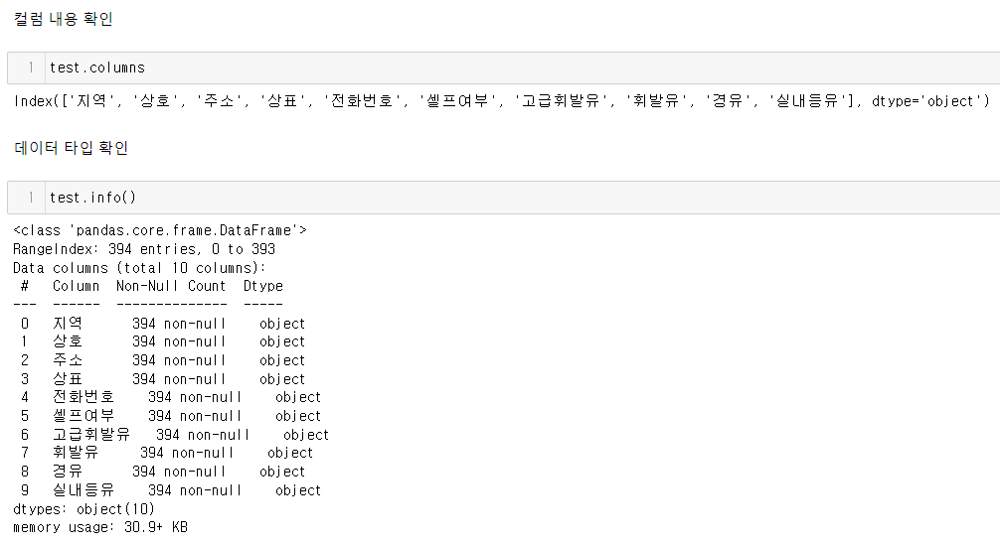 컬럼 내용 확인
1 test.columns
Index(['지역', '상호', '주소', '상표', '전화번호', '셀프여부', '고급휘발유', '휘발유', '경유', '실내등유'], dtype='object')
데이터 타입 확인
1 test.info()
<class 'pandas.core.frame.DataFrame'>
RangeIndex: 394 entries, 0 to 393
Data columns (total 10 columns):
# Column Non-Null Count Dtype
--- ------ -------------- -----
0 지역 394 non-null object
1 상호 394 non-null object
2 주소 394 non-null object
3 상표 394 non-null object
4 전화번호 394 non-null object
5 셀프여부 394 non-null object
6 고급휘발유 394 non-null object
7 휘발유 394 non-null object
8 경유 394 non-null object
9 실내등유 394 non-null object
dtypes: object(10)
memory usage: 30.9+ KB